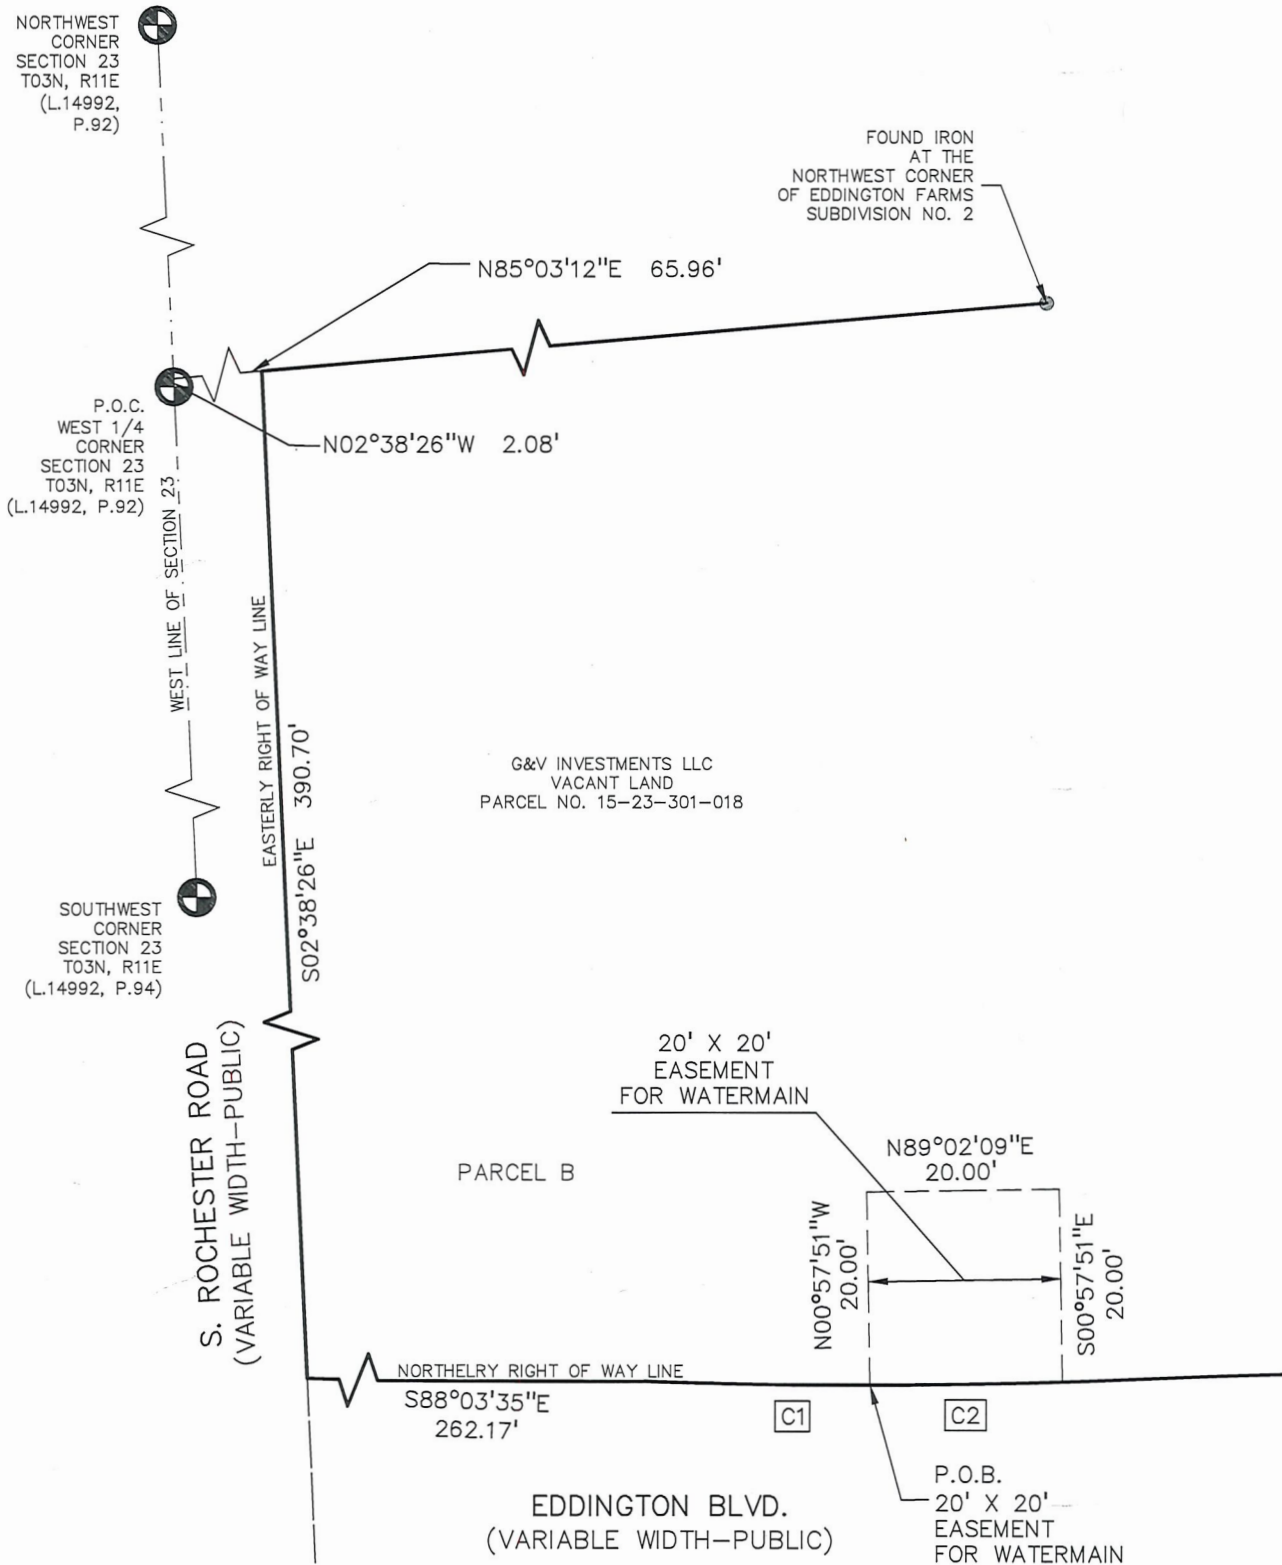 NORTHWEST
CORNER
SECTION 23
T03N, R11E
(L.14992,
P.92)
FOUND IRON
AT THE
NORTHWEST CORNER
OF EDDINGTON FARMS
SUBDIVISION NO. 2
N85°03'12"E 65.96'
P.O.C.
WEST 1/4
CORNER
SECTION 23
T03N, R11E
(L.14992, P.92)
N02°38'26"W 2.08'
WEST LINE OF SECTION 23
EASTERLY RIGHT OF WAY LINE
S02°38'26"E 390.70'
G&V INVESTMENTS LLC
VACANT LAND
PARCEL NO. 15-23-301-018
SOUTHWEST
CORNER
SECTION 23
T03N, R11E
(L.14992, P.94)
S. ROCHESTER ROAD
(VARIABLE WIDTH-PUBLIC)
20' X 20'
EASEMENT
FOR WATERMAIN
PARCEL B
N89°02'09"E
20.00'
N00°57'51"W
20.00'
S00°57'51"E
20.00'
NORTHELRY RIGHT OF WAY LINE
S88°03'35"E
262.17'
C1
C2
EDDINGTON BLVD.
(VARIABLE WIDTH-PUBLIC)
P.O.B.
20' X 20'
EASEMENT
FOR WATERMAIN